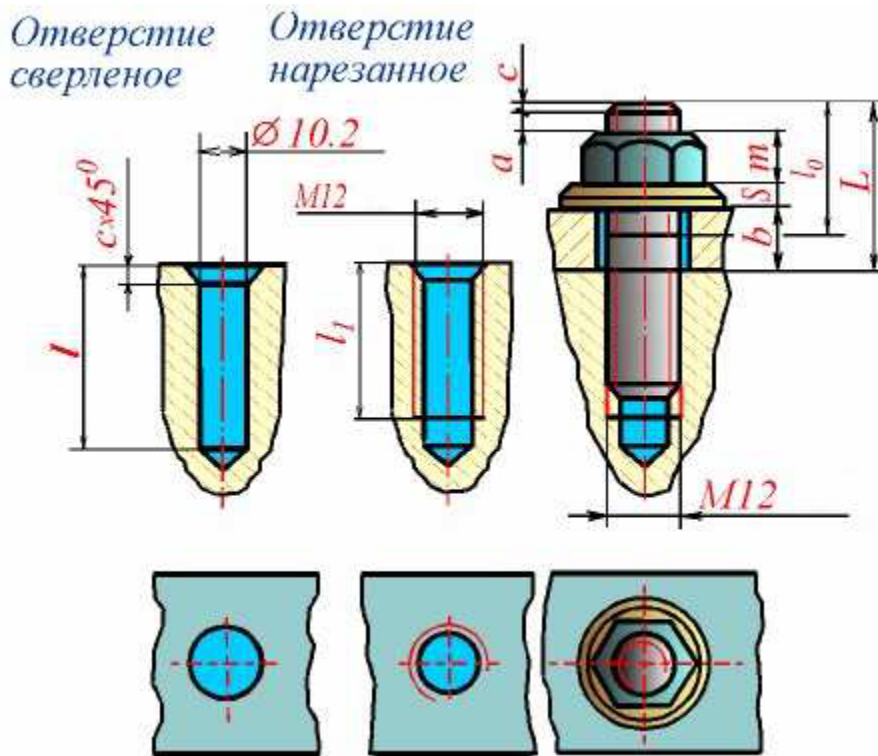 Отверстие
сверленое
Отверстие
нарезанное
Ø 10.2
c×45⁰
l
M12
l₁
c
a
m
S
b
l₀
L
M12